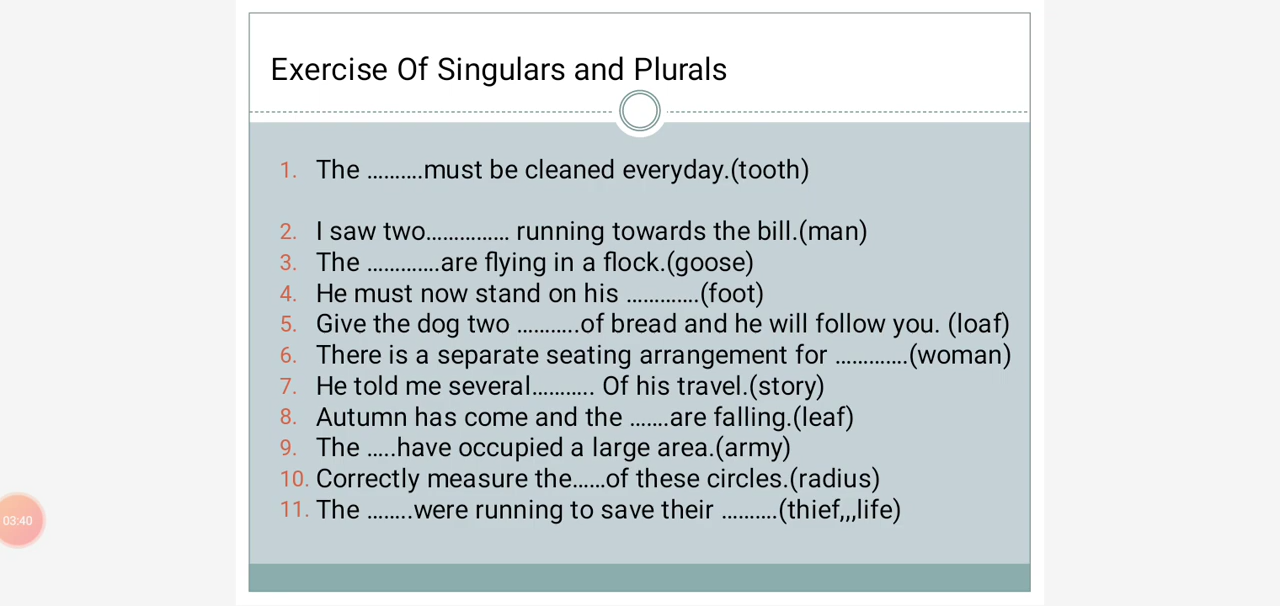 Exercise Of Singulars and Plurals
1. The ..........must be cleaned everyday.(tooth)
2. I saw two............... running towards the bill.(man)
3. The .............are flying in a flock.(goose)
4. He must now stand on his .............(foot)
5. Give the dog two ...........of bread and he will follow you. (loaf)
6. There is a separate seating arrangement for .............(woman)
7. He told me several........... Of his travel.(story)
8. Autumn has come and the .......are falling.(leaf)
9. The .....have occupied a large area.(army)
10. Correctly measure the......of these circles.(radius)
11. The ........were running to save their ..........(thief,,,life)
03:40